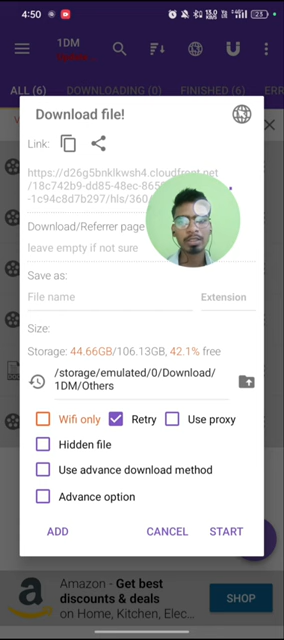 4:50
23
1DM
ALL (6) DOWNLOADING (0) FINISHED (6) ERR
Download file!
Link:
https://d26g5bnklkwsh4.cloudfront.net
/18c742b9-dd85-48ec-865
-1c94c8d7b297/hls/360/
Download/Referrer page
leave empty if not sure
Save as:
File name Extension
Size:
Storage: 44.66GB/106.13GB, 42.1% free
/storage/emulated/0/Download/
1DM/Others
Wifi only Retry Use proxy
Hidden file
Use advance download method
Advance option
ADD CANCEL START
Amazon - Get best
discounts & deals
on Home, Kitchen, Elec...
SHOP